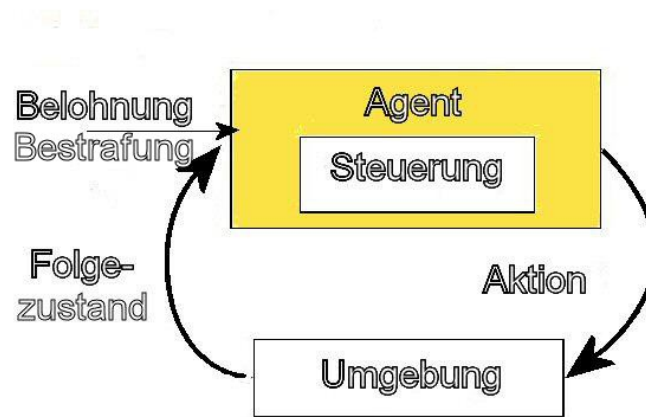 Agent
Belohnung
Bestrafung
Steuerung
Folge-
zustand
Aktion
Umgebung